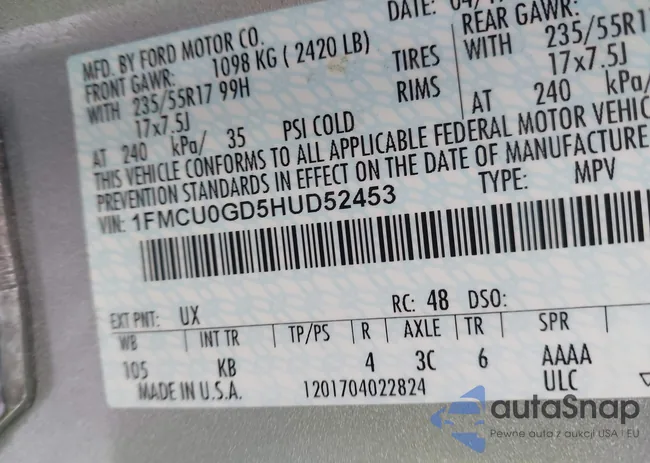 DATE: 04/
MFD. BY FORD MOTOR CO.
FRONT GAWR: 1098 KG ( 2420 LB)
WITH 235/55R17 99H TIRES
17x7.5J RIMS
AT 240 kPa/ 35 PSI COLD
REAR GAWR:
WITH 235/55R17
17x7.5J
AT 240 kPa/
THIS VEHICLE CONFORMS TO ALL APPLICABLE FEDERAL MOTOR VEHIC
PREVENTION STANDARDS IN EFFECT ON THE DATE OF MANUFACTURE
VIN: 1FMCU0GD5HUD52453 TYPE: MPV
EXT PNT: UX RC: 48 DSO:
WB INT TR TP/PS R AXLE TR SPR
105 KB 4 3C 6 AAAA
MADE IN U.S.A. 1201704022824 ULC
autaSnap
Pewne auta z aukcji USA i EU